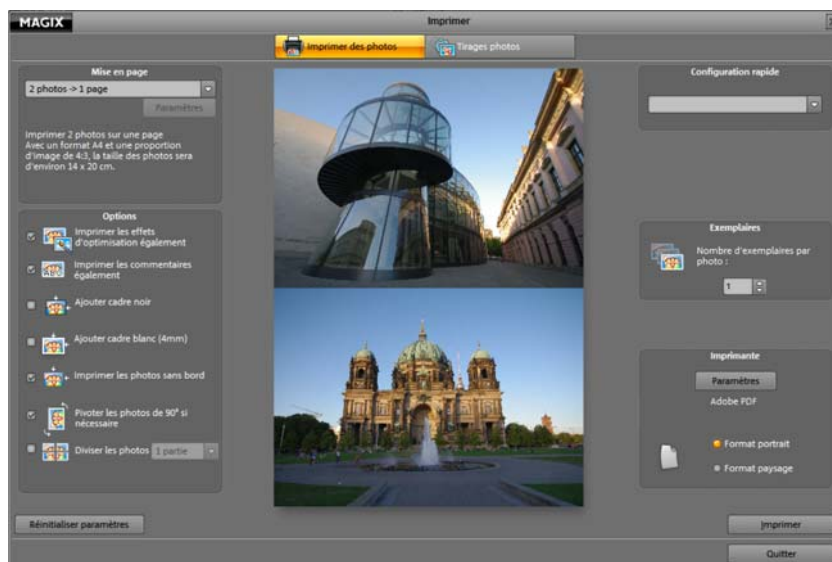 MAGIX
Imprimer
Imprimer des photos
Tirages photos
Mise en page
2 photos -> 1 page
Paramètres
Imprimer 2 photos sur une page
Avec un format A4 et une proportion
d'image de 4:3, la taille des photos sera
d'environ 14 x 20 cm.
Options
Imprimer les effets
d'optimisation également
Imprimer les commentaires
également
Ajouter cadre noir
Ajouter cadre blanc (4mm)
Imprimer les photos sans bord
Pivoter les photos de 90° si
nécessaire
Diviser les photos
1 partie
Réinitialiser paramètres
Configuration rapide
Exemplaires
Nombre d'exemplaires par
photo :
1
Imprimante
Paramètres
Adobe PDF
Format portrait
Format paysage
Imprimer
Quitter